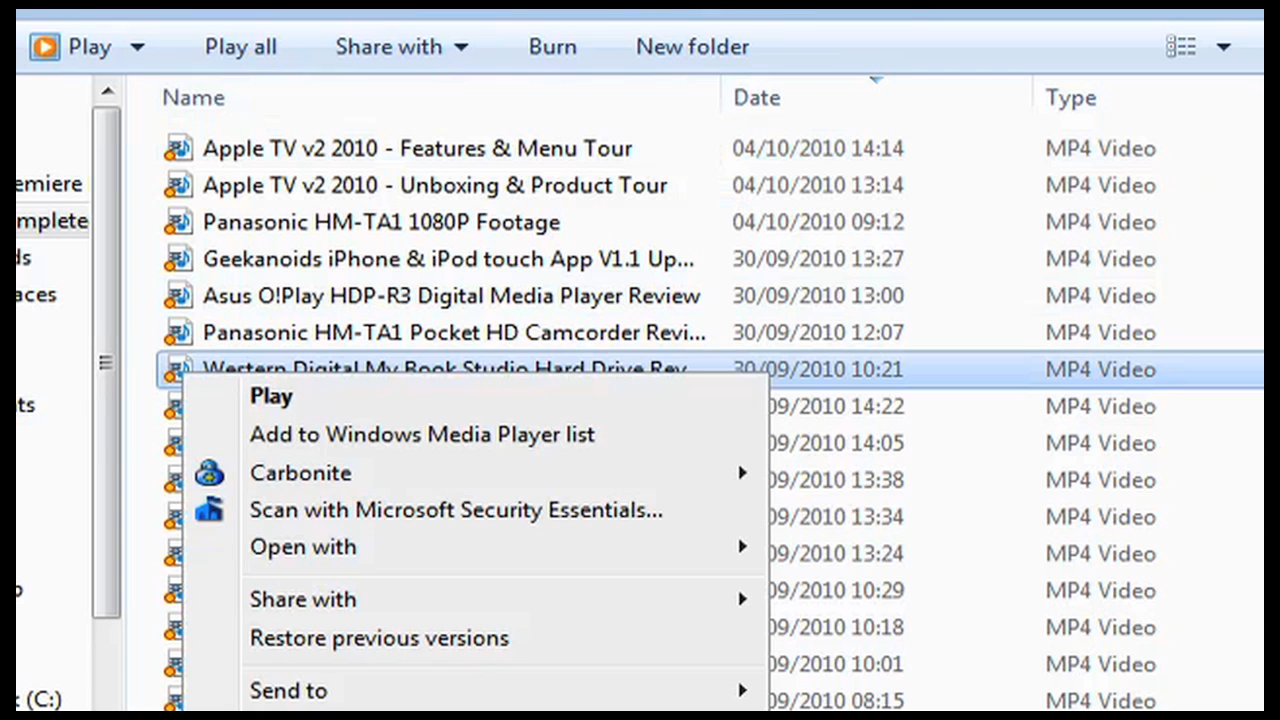 Play Play all Share with Burn New folder
Name Date Type
Apple TV v2 2010 - Features & Menu Tour 04/10/2010 14:14 MP4 Video
emiere Apple TV v2 2010 - Unboxing & Product Tour 04/10/2010 13:14 MP4 Video
mplete Panasonic HM-TA1 1080P Footage 04/10/2010 09:12 MP4 Video
ds Geekanoids iPhone & iPod touch App V1.1 Up... 30/09/2010 13:27 MP4 Video
aces Asus O!Play HDP-R3 Digital Media Player Review 30/09/2010 13:00 MP4 Video
Panasonic HM-TA1 Pocket HD Camcorder Revi... 30/09/2010 12:07 MP4 Video
Western Digital My Book Studio Hard Drive Rev... 30/09/2010 10:21 MP4 Video
Play
nts 09/2010 14:22 MP4 Video
Add to Windows Media Player list 09/2010 14:05 MP4 Video
Carbonite 09/2010 13:38 MP4 Video
Scan with Microsoft Security Essentials... 09/2010 13:34 MP4 Video
Open with 09/2010 13:24 MP4 Video
Share with 09/2010 10:29 MP4 Video
Restore previous versions 09/2010 10:18 MP4 Video
09/2010 10:01 MP4 Video
(C:) Send to 09/2010 08:15 MP4 Video